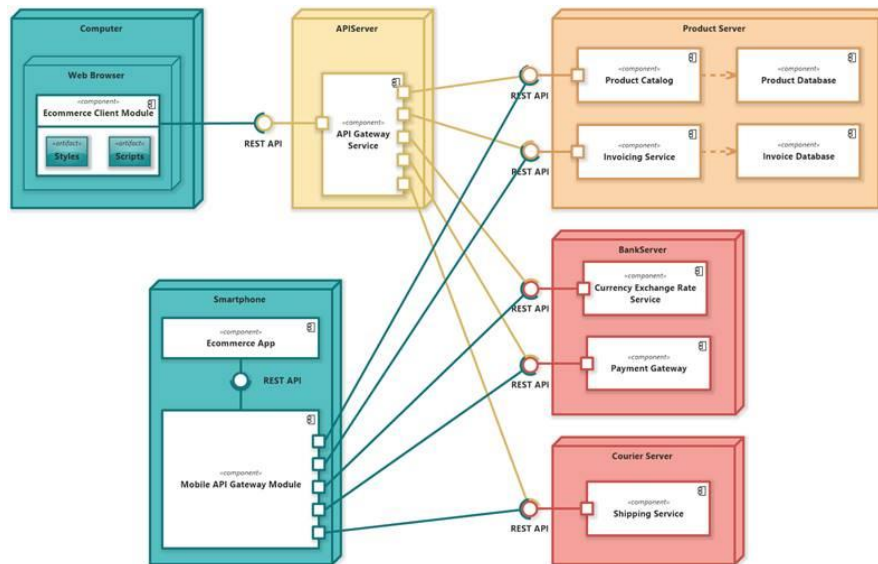 Computer
Web Browser
«component»
Ecommerce Client Module
«artifact»
Styles
«artifact»
Scripts
REST API
APIServer
«component»
API Gateway
Service
REST API
REST API
Product Server
«component»
Product Catalog
Product Database
«component»
Invoicing Service
Invoice Database
Smartphone
«component»
Ecommerce App
REST API
«component»
Mobile API Gateway Module
REST API
REST API
BankServer
«component»
Currency Exchange Rate
Service
«component»
Payment Gateway
REST API
Courier Server
«component»
Shipping Service